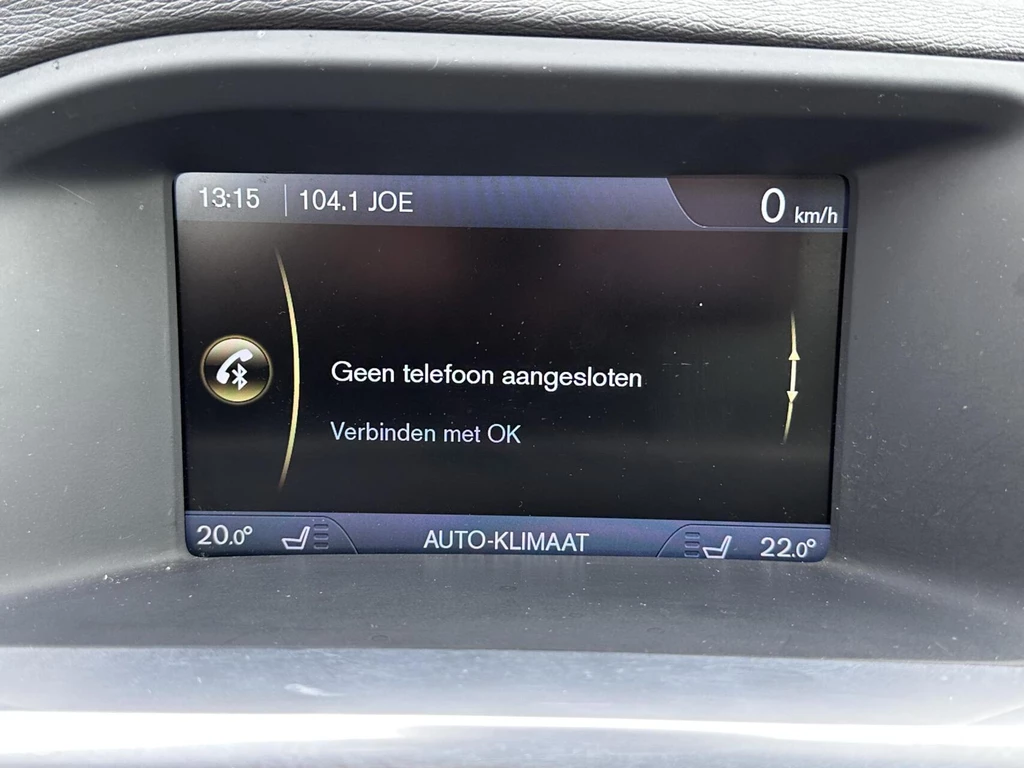 13:15 104.1 JOE 0 km/h
Geen telefoon aangesloten
Verbinden met OK
20.0° AUTO-KLIMAAT 22.0°